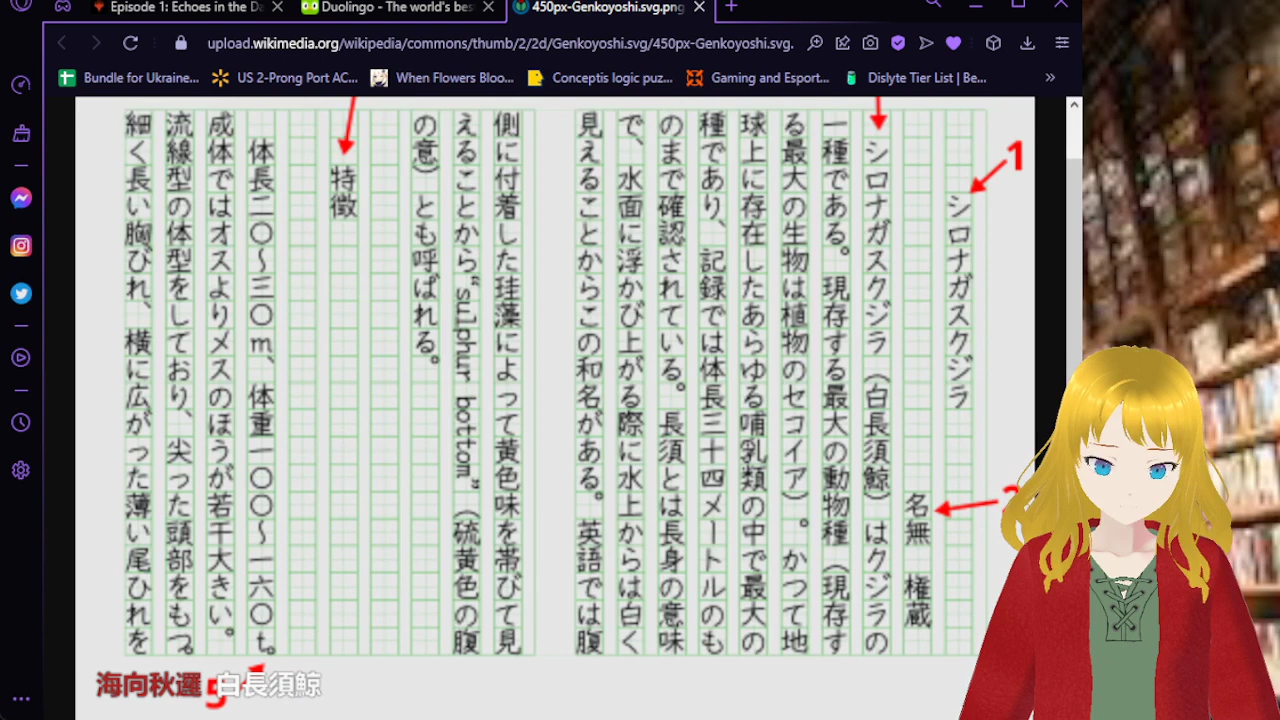 Episode 1: Echoes in the Da
Duolingo - The world's bes
450px-Genkoyoshi.svg.png
upload.wikimedia.org/wikipedia/commons/thumb/2/2d/Genkoyoshi.svg/450px-Genkoyoshi.svg.
Bundle for Ukraine...
US 2-Prong Port AC...
When Flowers Bloo...
Conceptis logic puz...
Gaming and Esport...
Dislyte Tier List | Be...
1
シロナガスクジラ
名無 権蔵
シロナガスクジラ（白長須鯨）はクジラの
一種である。現存する最大の動物種（現存す
る最大の生物は植物のセコイア）。かつて地
球上に存在したあらゆる哺乳類の中で最大の
種であり、記録では体長三十四メートルのも
のまで確認されている。長須とは長身の意味
で、水面に浮かび上がる際に水上からは白く
見えることからこの和名がある。英語では腹
側に付着した珪藻によって黄色味を帯びて見
えることから“sulphur bottom”（硫黄色の腹
の意）とも呼ばれる。
特徴
体長二〇〜三〇m、体重一〇〇〜一六〇t。
成体ではオスよりメスのほうが若干大きい。
流線型の体型をしており、尖った頭部をもつ。
細く長い胸びれ、横に広がった薄い尾ひれを
5
海向秋邏 白長須鯨